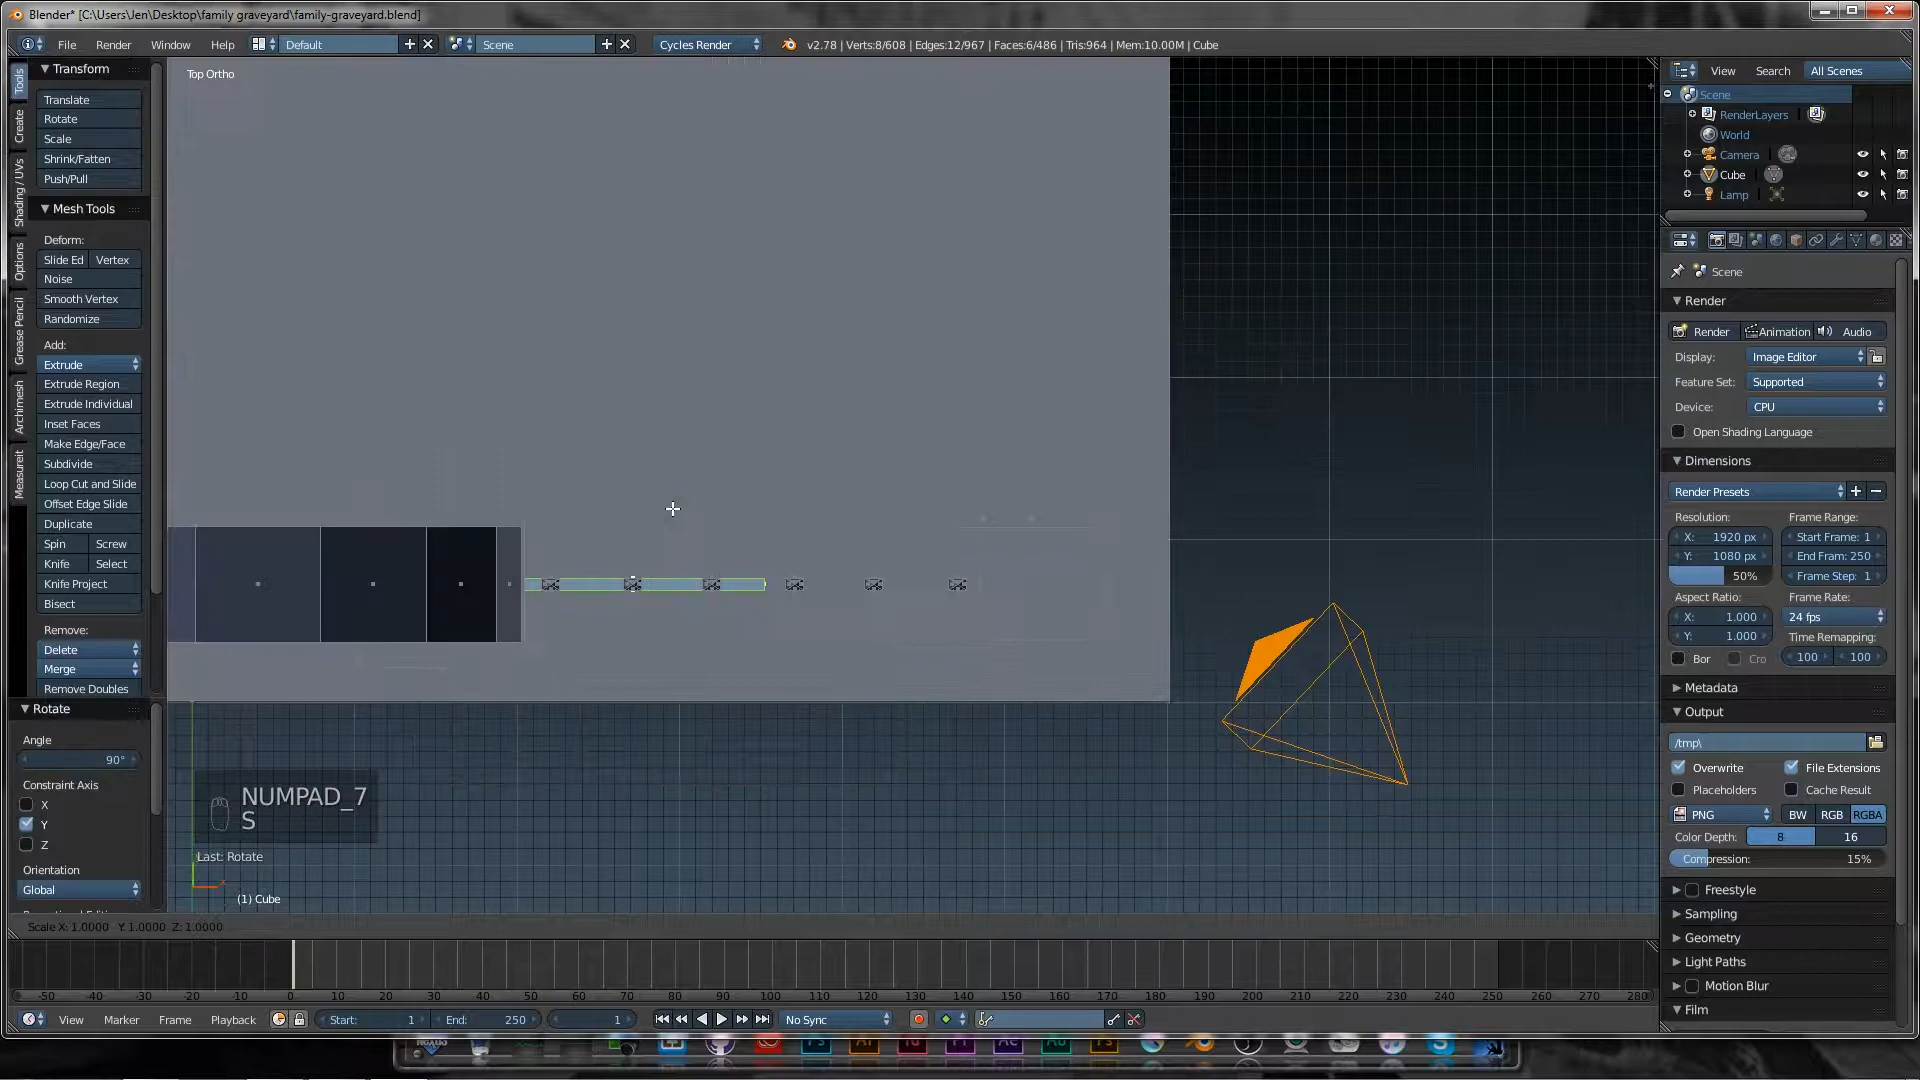 Blender* [C:\Users\Jen\Desktop\family graveyard\family-graveyard.blend]
File Render Window Help Default Scene Cycles Render v2.78 | Verts:8/608 | Edges:12/967 | Faces:6/486 | Tris:964 | Mem:10.00M | Cube
Tools
Create
Shading / UVs
Options
Grease Pencil
Archimesh
Measureit
Transform
Translate
Rotate
Scale
Shrink/Fatten
Push/Pull
Mesh Tools
Deform:
Slide Ed Vertex
Noise
Smooth Vertex
Randomize
Add:
Extrude
Extrude Region
Extrude Individual
Inset Faces
Make Edge/Face
Subdivide
Loop Cut and Slide
Offset Edge Slide
Duplicate
Spin Screw
Knife Select
Knife Project
Bisect
Remove:
Delete
Merge
Remove Doubles
Rotate
Angle
90°
Constraint Axis
X
Y
Z
Orientation
Global
Top Ortho
NUMPAD_7
S
Last: Rotate
(1) Cube
Scale X: 1.0000 Y: 1.0000 Z: 1.0000
View Search All Scenes
Scene
RenderLayers
World
Camera
Cube
Lamp
Scene
Render
Render Animation Audio
Display: Image Editor
Feature Set: Supported
Device: CPU
Open Shading Language
Dimensions
Render Presets
Resolution: Frame Range:
X: 1920 px Start Frame: 1
Y: 1080 px End Fram: 250
50% Frame Step: 1
Aspect Ratio: Frame Rate:
X: 1.000 24 fps
Y: 1.000 Time Remapping:
Bor Cro 100 100
Metadata
Output
/tmp\
Overwrite File Extensions
Placeholders Cache Result
PNG BW RGB RGBA
Color Depth: 8 16
Compression: 15%
Freestyle
Sampling
Geometry
Light Paths
Motion Blur
Film
-50 -40 -30 -20 -10 0 10 20 30 40 50 60 70 80 90 100 110 120 130 140 150 160 170 180 190 200 210 220 230 240 250 260 270 280
View Marker Frame Playback Start: 1 End: 250 1 No Sync